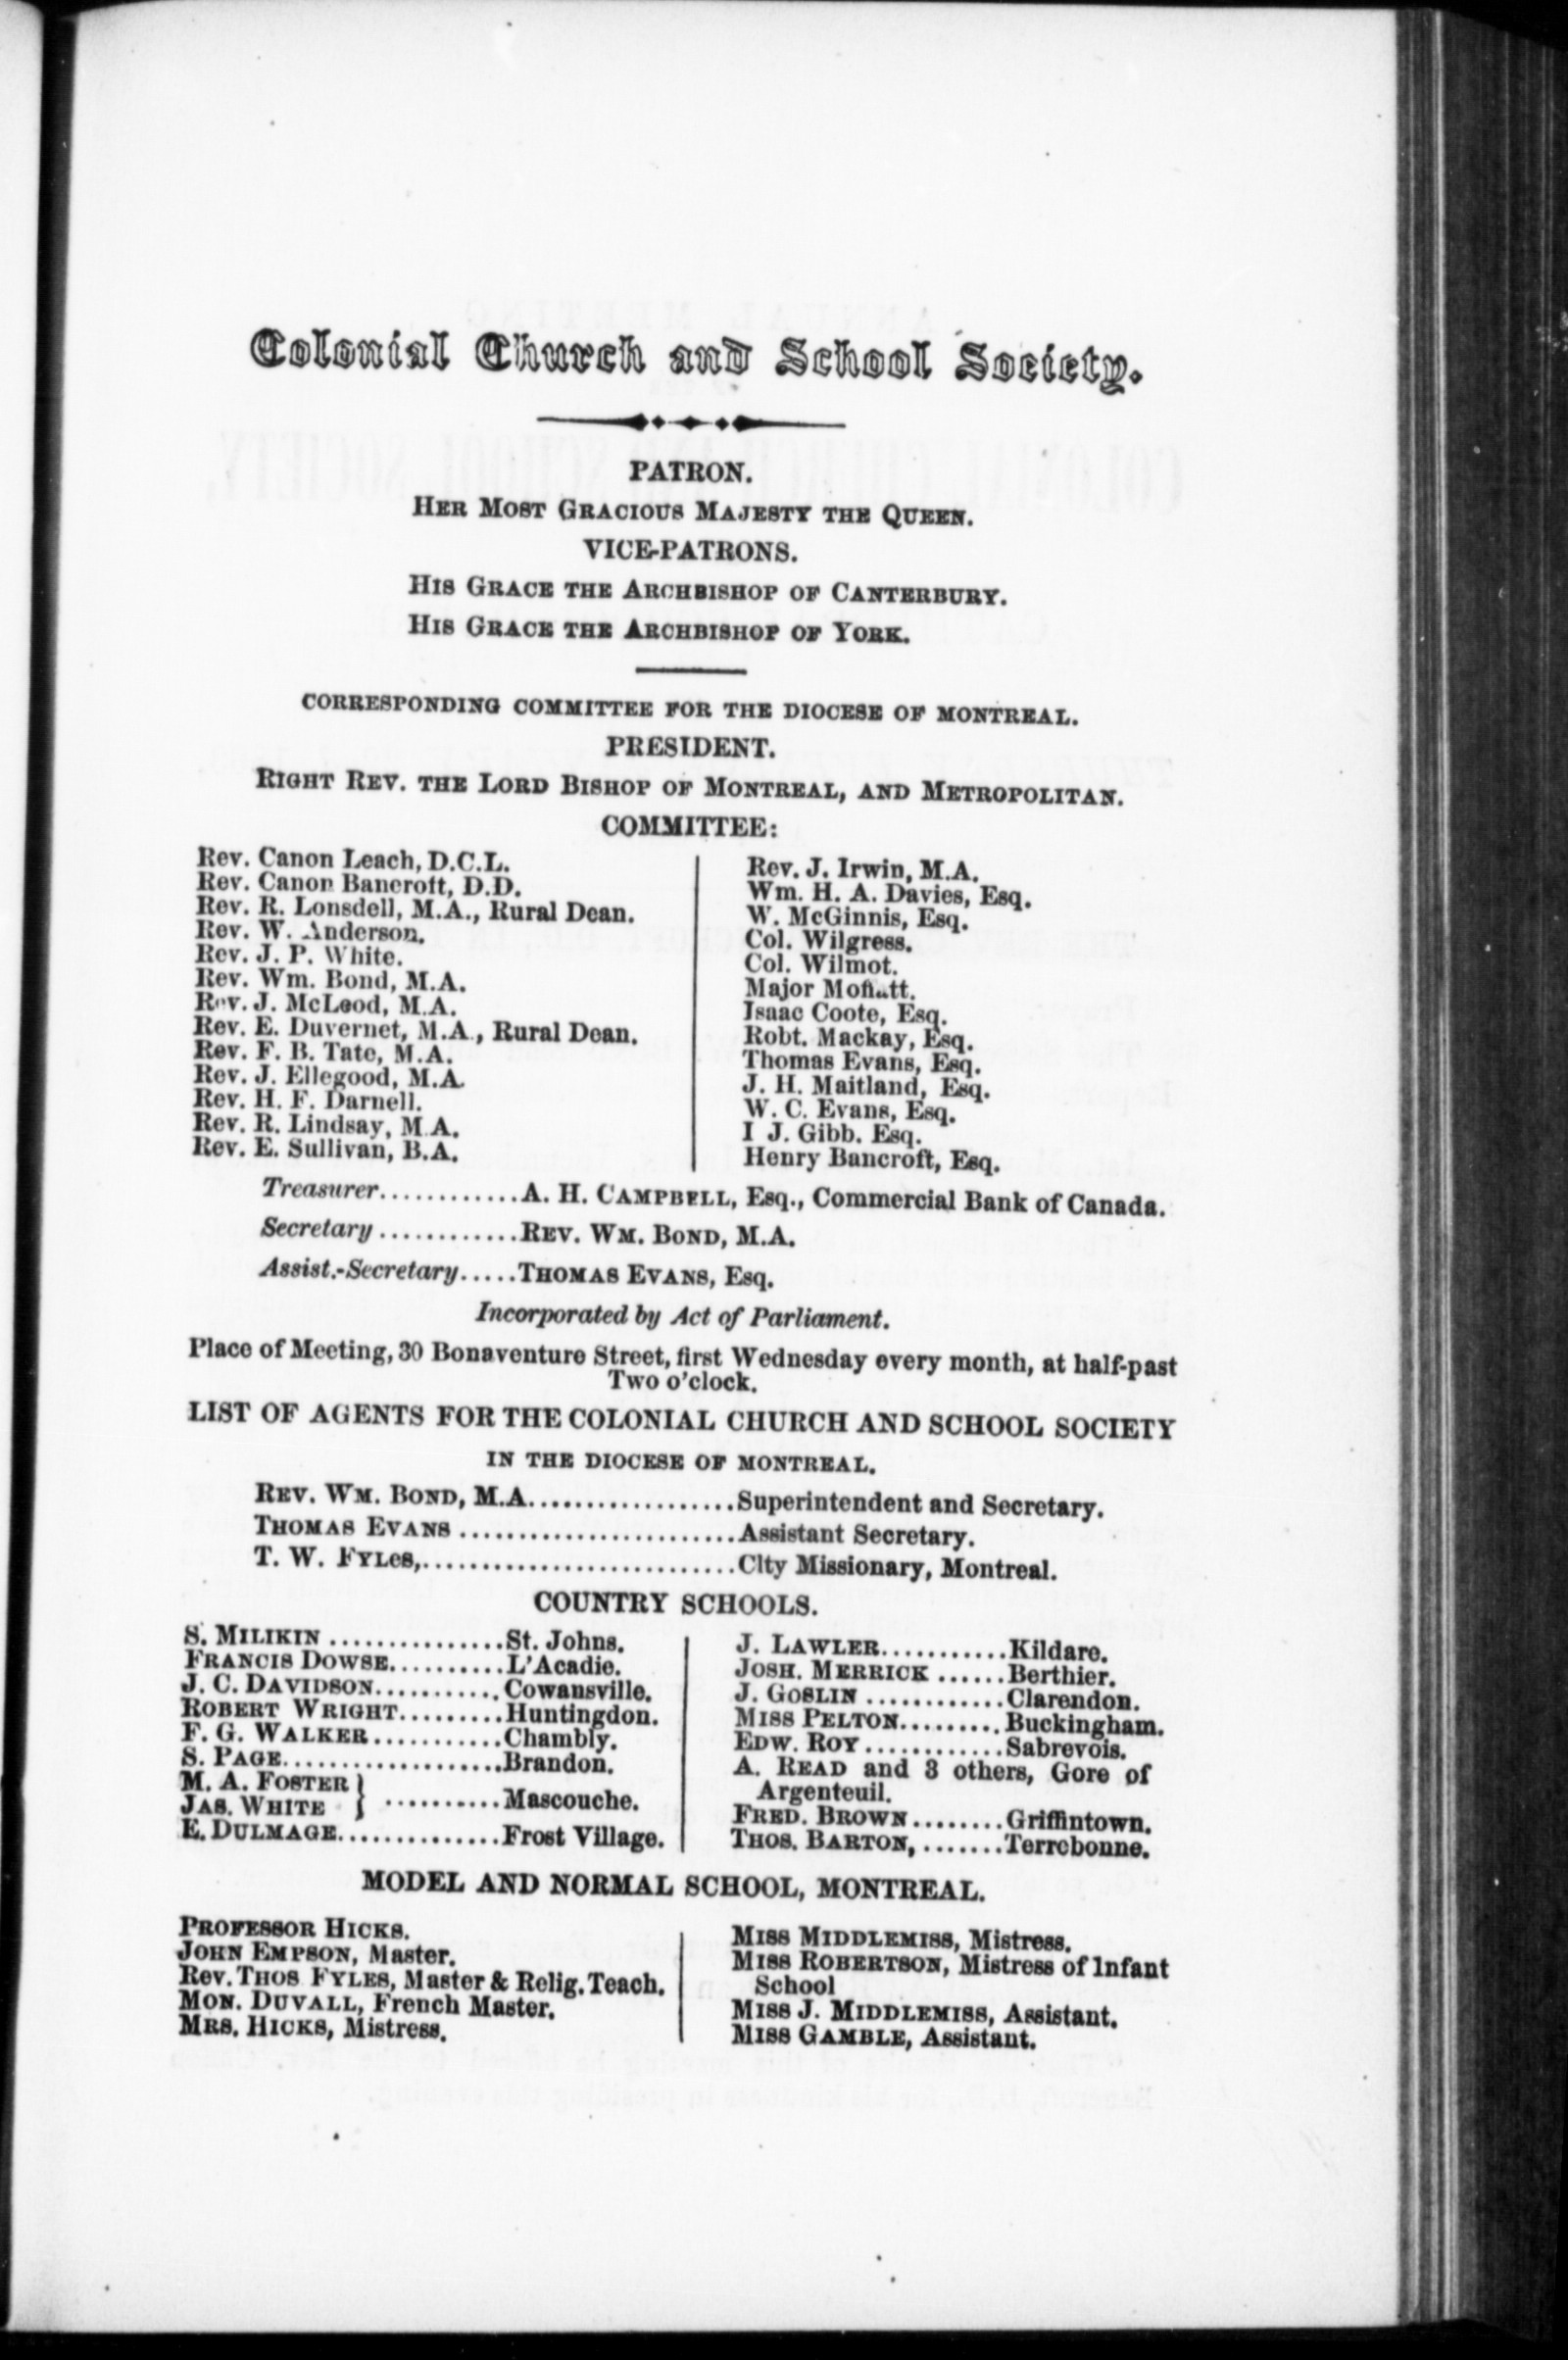 Colonial Church and School Society.
PATRON.
HER MOST GRACIOUS MAJESTY THE QUEEN.
VICE-PATRONS.
HIS GRACE THE ARCHBISHOP OF CANTERBURY.
HIS GRACE THE ARCHBISHOP OF YORK.
CORRESPONDING COMMITTEE FOR THE DIOCESE OF MONTREAL.
PRESIDENT.
RIGHT REV. THE LORD BISHOP OF MONTREAL, AND METROPOLITAN.
COMMITTEE:
Rev. Canon Leach, D.C.L.
Rev. Canon Bancroft, D.D.
Rev. R. Lonsdell, M.A., Rural Dean.
Rev. W. Anderson.
Rev. J. P. White.
Rev. Wm. Bond, M.A.
Rev. J. McLeod, M.A.
Rev. E. Duvernet, M.A., Rural Dean.
Rev. F. B. Tate, M.A.
Rev. J. Ellegood, M.A.
Rev. H. F. Darnell.
Rev. R. Lindsay, M.A.
Rev. E. Sullivan, B.A.
Rev. J. Irwin, M.A.
Wm. H. A. Davies, Esq.
W. McGinnis, Esq.
Col. Wilgress.
Col. Wilmot.
Major Moffatt.
Isaac Coote, Esq.
Robt. Mackay, Esq.
Thomas Evans, Esq.
J. H. Maitland, Esq.
W. C. Evans, Esq.
I J. Gibb. Esq.
Henry Bancroft, Esq.
Treasurer............A. H. CAMPBELL, Esq., Commercial Bank of Canada.
Secretary............REV. WM. BOND, M.A.
Assist.-Secretary.....THOMAS EVANS, Esq.
Incorporated by Act of Parliament.
Place of Meeting, 30 Bonaventure Street, first Wednesday every month, at half-past
Two o'clock.
LIST OF AGENTS FOR THE COLONIAL CHURCH AND SCHOOL SOCIETY
IN THE DIOCESE OF MONTREAL.
REV. WM. BOND, M.A..................Superintendent and Secretary.
THOMAS EVANS ........................Assistant Secretary.
T. W. FYLes,...........................City Missionary, Montreal.
COUNTRY SCHOOLS.
S. MILIKIN ...............St. Johns.
FRANCIS DOWSE..........L'Acadie.
J. C. DAVIDSON...........Cowansville.
ROBERT WRIGHT.........Huntingdon.
F. G. WALKER...........Chambly.
S. PAGE...................Brandon.
M. A. FOSTER }
JAS. WHITE } ..........Mascouche.
E. DULMAGE..............Frost Village.
J. LAWLER...........Kildare.
JOSH. MERRICK ......Berthier.
J. GOSLIN ............Clarendon.
MISS PELTON.........Buckingham.
EDW. ROY............Sabrevois.
A. READ and 3 others, Gore of
Argenteuil.
FRED. BROWN........Griffintown.
THOS. BARTON,.......Terrebonne.
MODEL AND NORMAL SCHOOL, MONTREAL.
PROFESSOR HICKS.
JOHN EMPSON, Master.
Rev. THOS FYLES, Master & Relig. Teach.
MON. DUVALL, French Master.
MRS. HICKS, Mistress.
MISS MIDDLEMISS, Mistress.
MISS ROBERTSON, Mistress of Infant
School
MISS J. MIDDLEMISS, Assistant.
MISS GAMBLE, Assistant.